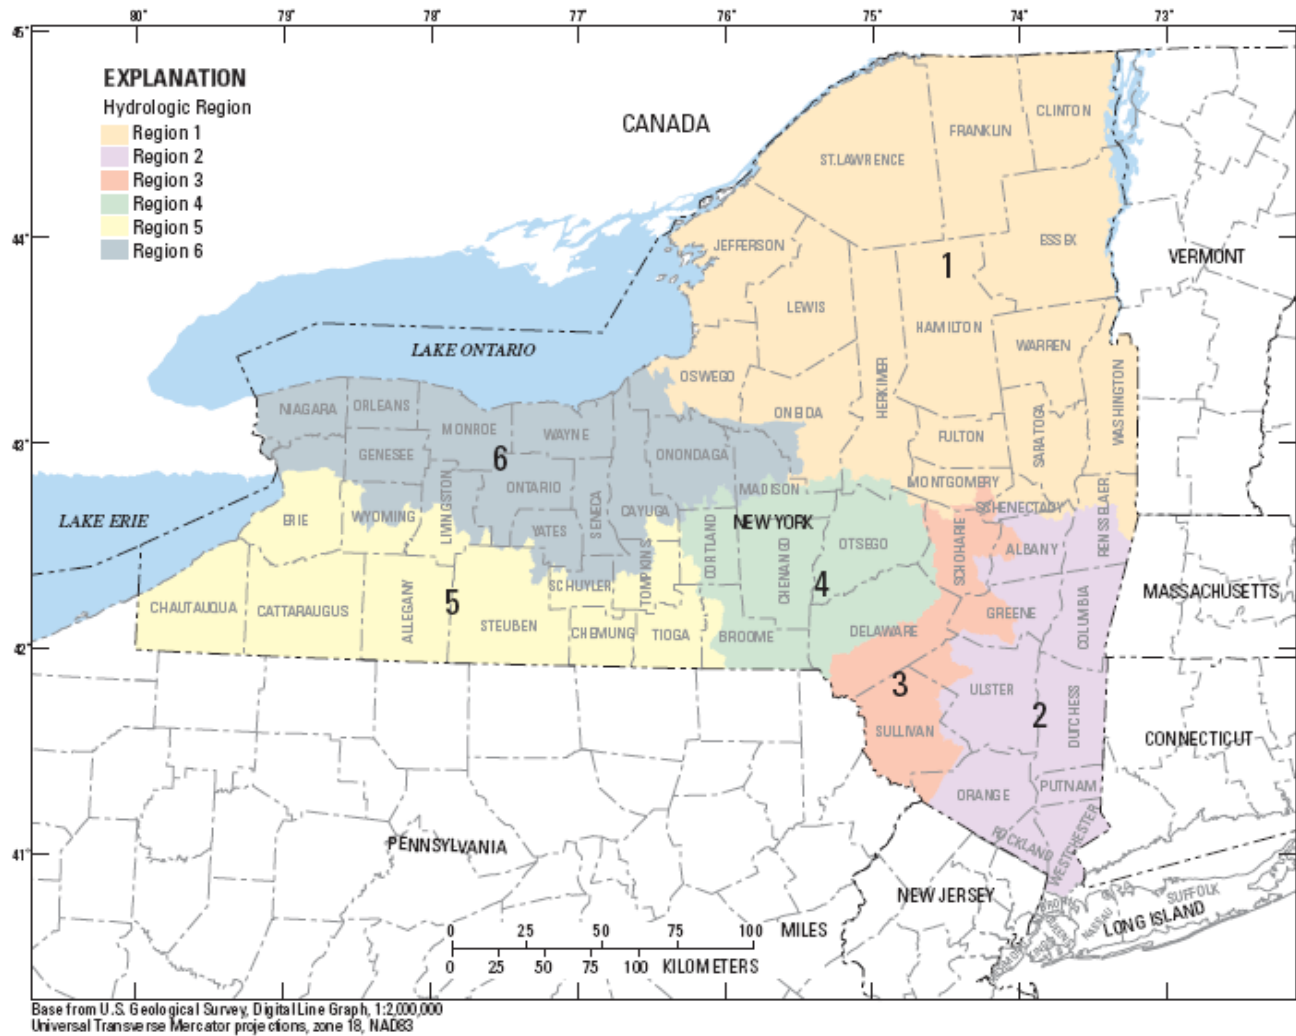 80° 79° 78° 77° 76° 75° 74° 73°
45°
EXPLANATION
Hydrologic Region
Region 1
Region 2
Region 3
Region 4
Region 5
Region 6
CANADA
CLINTON
FRANKLIN
ST.LAWRENCE
44°
JEFFERSON
ESSEX
1
VERMONT
LEWIS
HAMILTON
WARREN
LAKE ONTARIO
OSWEGO
HERKIMER
WASHINGTON
NIAGARA
ORLEANS
ONEIDA
SARATOGA
43°
MONROE
WAYNE
FULTON
GENESEE
6
ONONDAGA
ONTARIO
MADISON
MONTGOMERY
LIVINGSTON
SENECA
CAYUGA
SCHENECTADY
RENSSELAER
LAKE ERIE
ERIE
WYOMING
YATES
CORTLAND
NEW YORK
OTSEGO
SCHOHARIE
ALBANY
CHENANGO
SCHUYLER
TOMPKINS
4
MASSACHUSETTS
CHAUTAUQUA
CATTARAUGUS
ALLEGANY
5
STEUBEN
CHEMUNG
TIOGA
BROOME
DELAWARE
GREENE
COLUMBIA
42°
3
ULSTER
2
DUTCHESS
SULLIVAN
CONNECTICUT
ORANGE
PUTNAM
41°
PENNSYLVANIA
ROCKLAND
WESTCHESTER
NEW JERSEY
SUFFOLK
NASSAU
LONG ISLAND
0 25 50 75 100 MILES
0 25 50 75 100 KILOMETERS
Base from U.S. Geological Survey, Digital Line Graph, 1:2,000,000
Universal Transverse Mercator projections, zone 18, NAD83